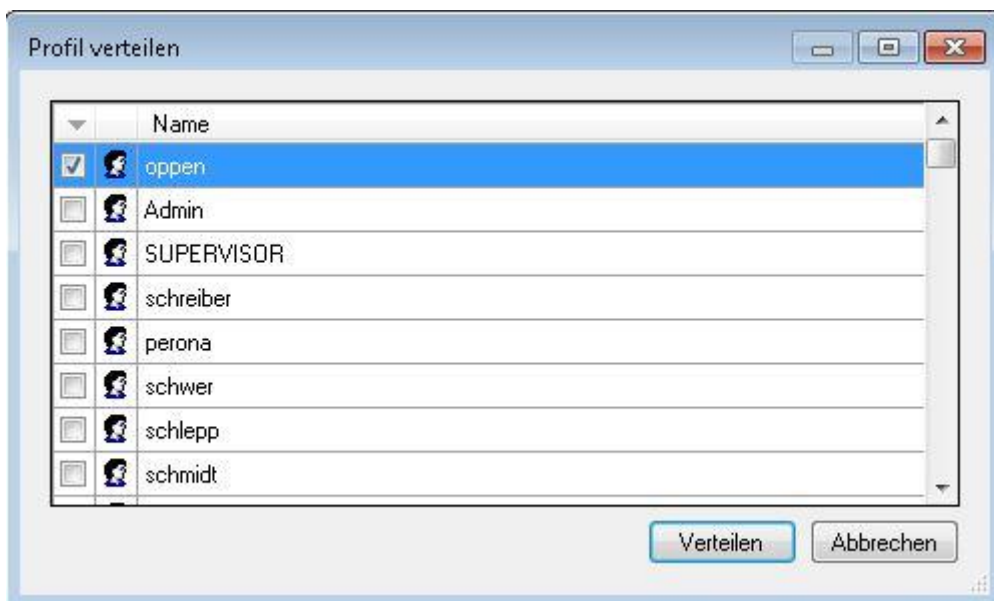 Profil verteilen
Name
oppen
Admin
SUPERVISOR
schreiber
perona
schwer
schlepp
schmidt
Verteilen Abbrechen